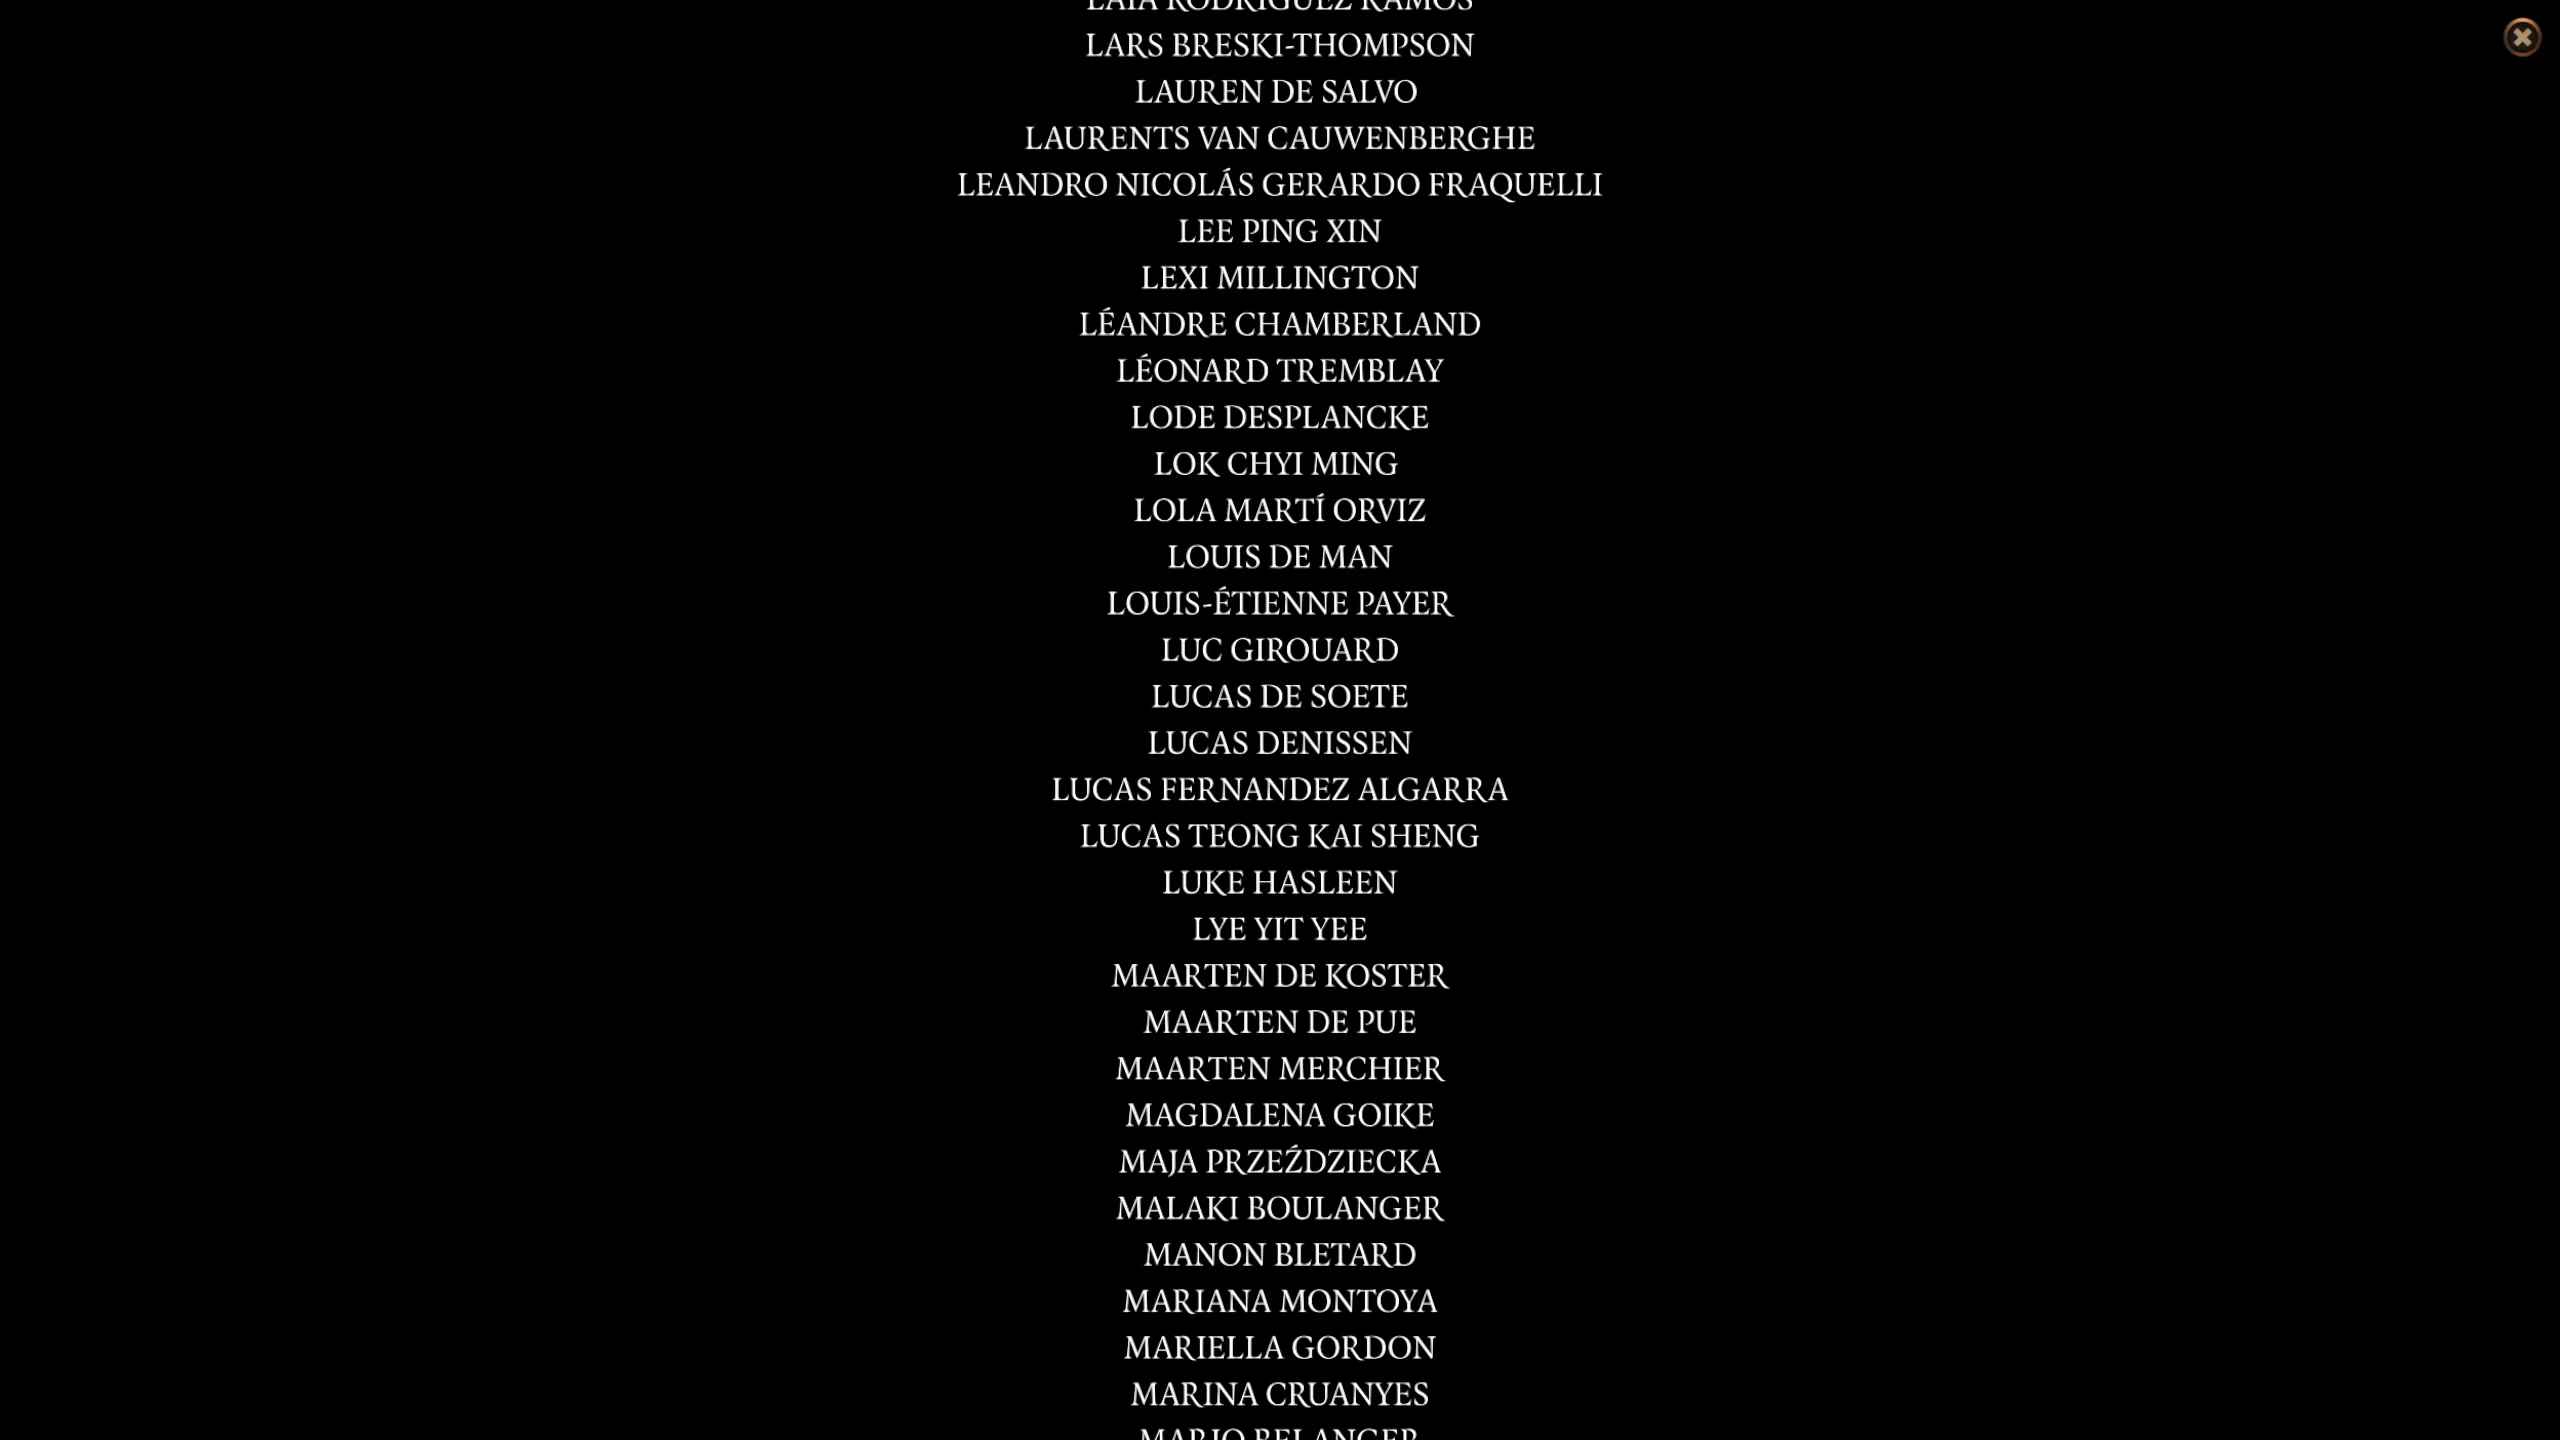 LAIA RODRÍGUEZ RAMOS
LARS BRESKI-THOMPSON
LAUREN DE SALVO
LAURENTS VAN CAUWENBERGHE
LEANDRO NICOLÁS GERARDO FRAQUELLI
LEE PING XIN
LEXI MILLINGTON
LÉANDRE CHAMBERLAND
LÉONARD TREMBLAY
LODE DESPLANCKE
LOK CHYI MING
LOLA MARTÍ ORVIZ
LOUIS DE MAN
LOUIS-ÉTIENNE PAYER
LUC GIROUARD
LUCAS DE SOETE
LUCAS DENISSEN
LUCAS FERNANDEZ ALGARRA
LUCAS TEONG KAI SHENG
LUKE HASLEEN
LYE YIT YEE
MAARTEN DE KOSTER
MAARTEN DE PUE
MAARTEN MERCHIER
MAGDALENA GOIKE
MAJA PRZEŹDZIECKA
MALAKI BOULANGER
MANON BLETARD
MARIANA MONTOYA
MARIELLA GORDON
MARINA CRUANYES
BELANGER